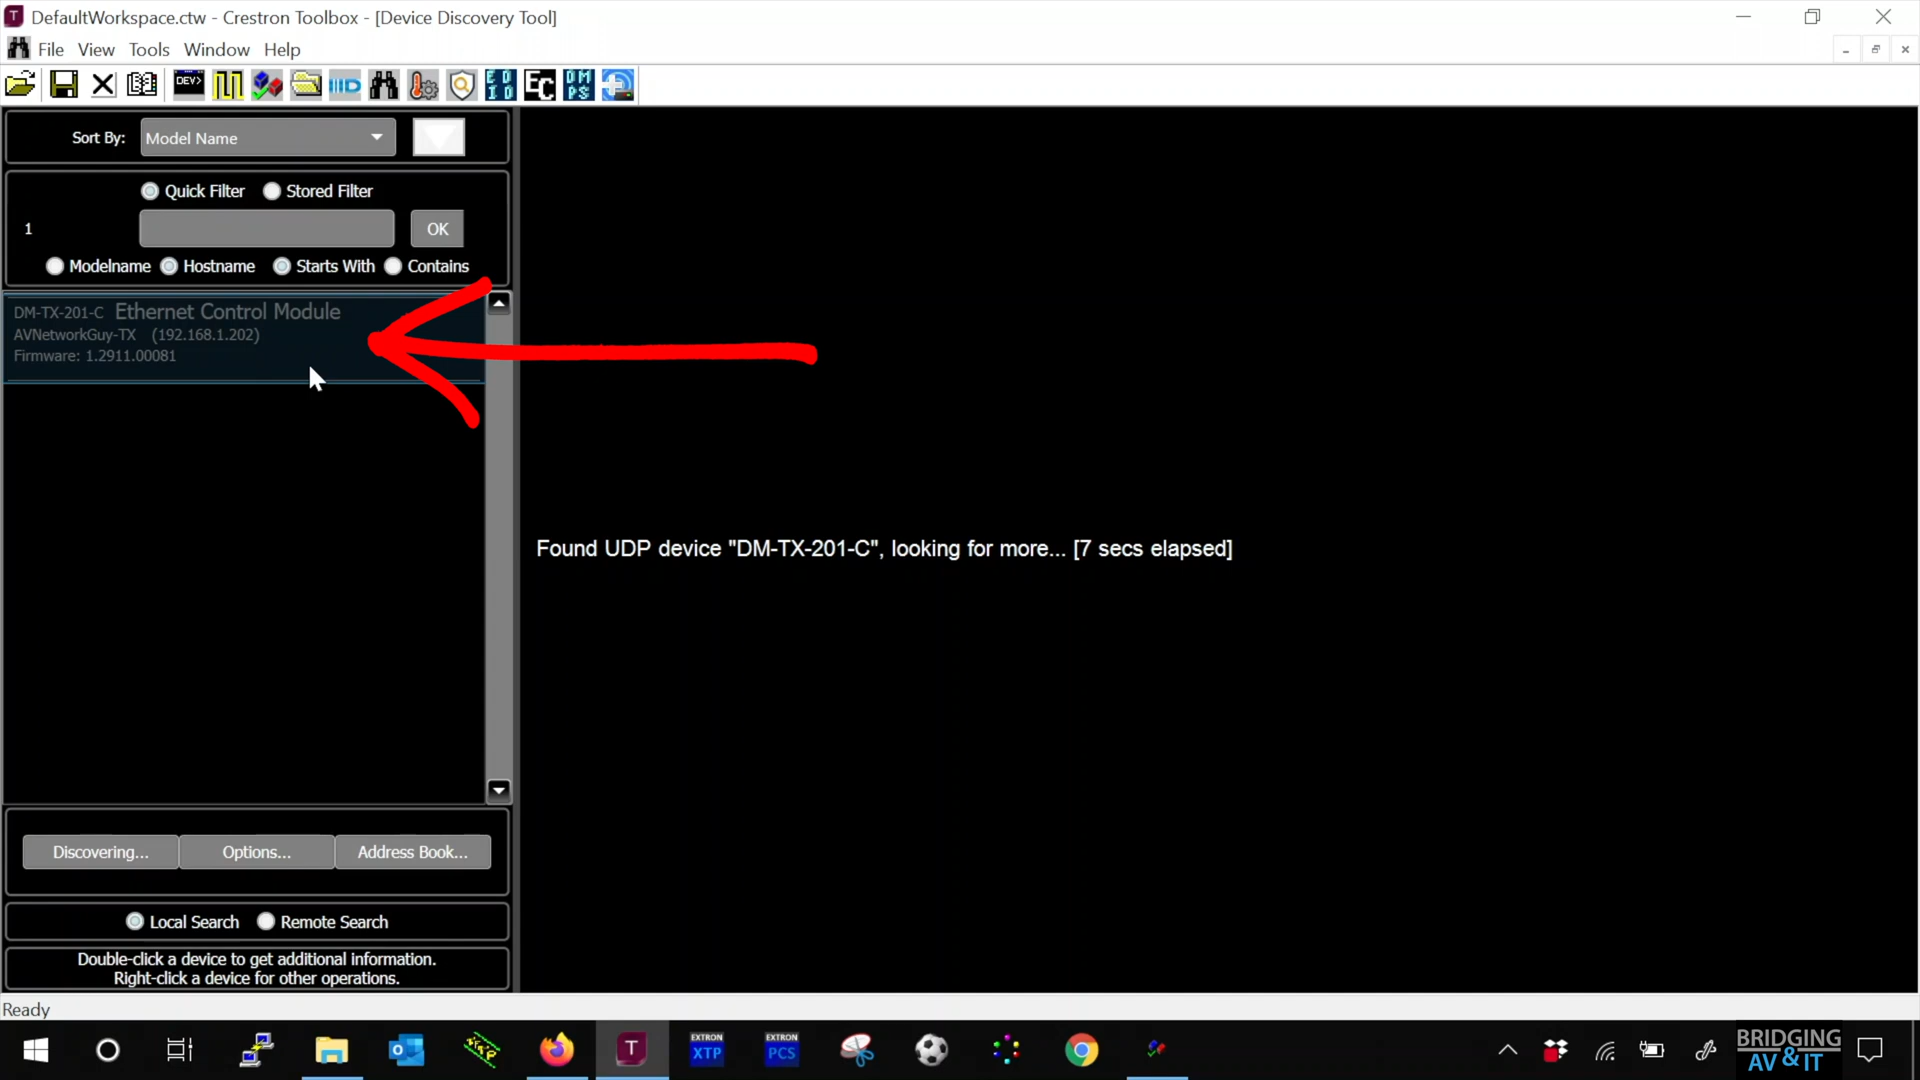 DefaultWorkspace.ctw - Crestron Toolbox - [Device Discovery Tool]
File View Tools Window Help
DEV>
EDID
EC
DMPS
Sort By: Model Name
Quick Filter Stored Filter
1
OK
Modelname Hostname Starts With Contains
DM-TX-201-C Ethernet Control Module
AVNetworkGuy-TX (192.168.1.202)
Firmware: 1.2911.00081
Found UDP device "DM-TX-201-C", looking for more... [7 secs elapsed]
Discovering... Options... Address Book...
Local Search Remote Search
Double-click a device to get additional information.
Right-click a device for other operations.
Ready
T
EXTRON
XTP
EXTRON
PCS
BRIDGING
AV & IT